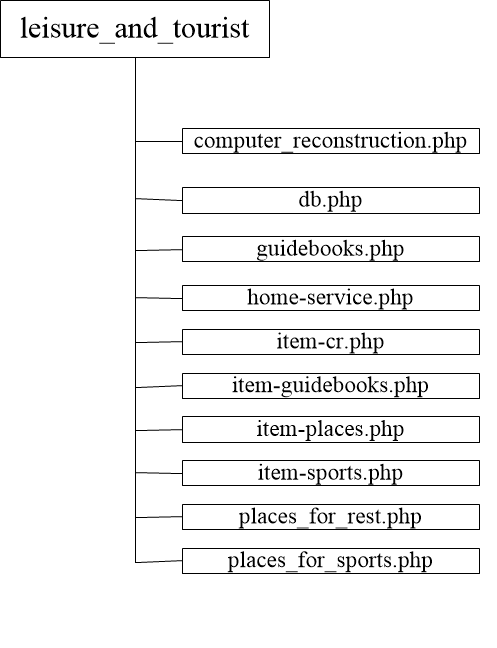 leisure_and_tourist
computer_reconstruction.php
db.php
guidebooks.php
home-service.php
item-cr.php
item-guidebooks.php
item-places.php
item-sports.php
places_for_rest.php
places_for_sports.php